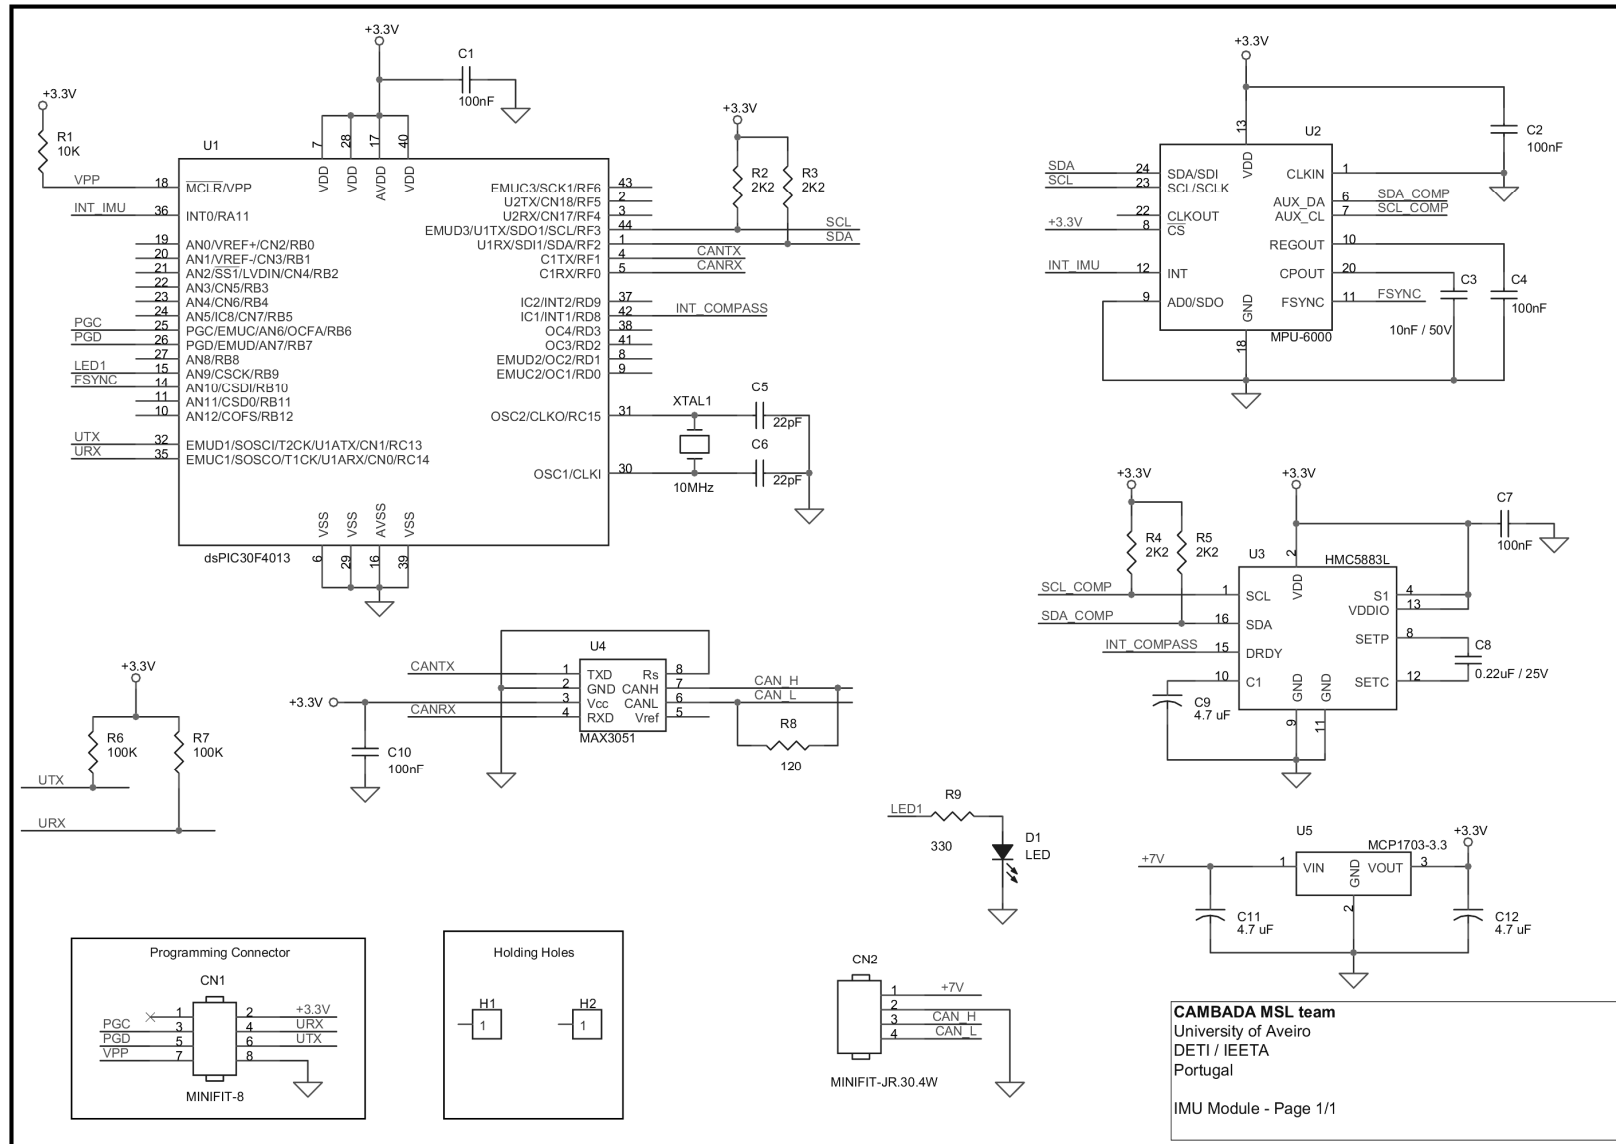 +3.3V
C1
100nF
+3.3V
R1
10K
VPP
INT_IMU
U1
7
28
17
40
VDD
VDD
AVDD
VDD
18 MCLR/VPP
36 INT0/RA11
19 AN0/VREF+/CN2/RB0
20 AN1/VREF-/CN3/RB1
21 AN2/SS1/LVDIN/CN4/RB2
22 AN3/CN5/RB3
23 AN4/CN6/RB4
24 AN5/IC8/CN7/RB5
PGC 25 PGC/EMUC/AN6/OCFA/RB6
PGD 26 PGD/EMUD/AN7/RB7
27 AN8/RB8
LED1 15 AN9/CSCK/RB9
FSYNC 14 AN10/CSDI/RB10
11 AN11/CSD0/RB11
10 AN12/COFS/RB12
UTX 32 EMUD1/SOSCI/T2CK/U1ATX/CN1/RC13
URX 35 EMUC1/SOSCO/T1CK/U1ARX/CN0/RC14
EMUC3/SCK1/RF6 43
U2TX/CN18/RF5 2
U2RX/CN17/RF4 3
EMUD3/U1TX/SDO1/SCL/RF3 44 SCL
U1RX/SDI1/SDA/RF2 1 SDA
C1TX/RF1 4 CANTX
C1RX/RF0 5 CANRX
IC2/INT2/RD9 37
IC1/INT1/RD8 42 INT_COMPASS
OC4/RD3 38
OC3/RD2 41
EMUD2/OC2/RD1 8
EMUC2/OC1/RD0 9
OSC2/CLKO/RC15 31
OSC1/CLKI 30
VSS
VSS
AVSS
VSS
6
29
16
39
dsPIC30F4013
+3.3V
R2
2K2
R3
2K2
XTAL1
10MHz
C5
22pF
C6
22pF
+3.3V
C2
100nF
13
U2
VDD
SDA 24 SDA/SDI
SCL 23 SCL/SCLK
22 CLKOUT
+3.3V 8 CS
INT_IMU 12 INT
9 AD0/SDO
CLKIN 1
AUX_DA 6 SDA_COMP
AUX_CL 7 SCL_COMP
REGOUT 10
CPOUT 20
FSYNC 11 FSYNC
GND
18
MPU-6000
C3
10nF / 50V
C4
100nF
+3.3V
R4
2K2
R5
2K2
+3.3V
C7
100nF
U3
2
HMC5883L
VDD
SCL_COMP 1 SCL
SDA_COMP 16 SDA
INT_COMPASS 15 DRDY
10 C1
S1 4
VDDIO 13
SETP 8
SETC 12
C8
0.22uF / 25V
C9
4.7 uF
GND
GND
9
11
+3.3V
R6
100K
R7
100K
UTX
URX
U4
CANTX 1 TXD Rs 8
2 GND CANH 7 CAN_H
+3.3V 3 Vcc CANL 6 CAN_L
CANRX 4 RXD Vref 5
MAX3051
C10
100nF
R8
120
LED1
R9
330
D1
LED
U5
MCP1703-3.3
+3.3V
+7V 1 VIN GND VOUT 3
2
C11
4.7 uF
C12
4.7 uF
Programming Connector
CN1
1 2 +3.3V
PGC 3 4 URX
PGD 5 6 UTX
VPP 7 8
MINIFIT-8
Holding Holes
H1
1
H2
1
CN2
1 +7V
2
3 CAN_H
4 CAN_L
MINIFIT-JR.30.4W
CAMBADA MSL team
University of Aveiro
DETI / IEETA
Portugal
IMU Module - Page 1/1